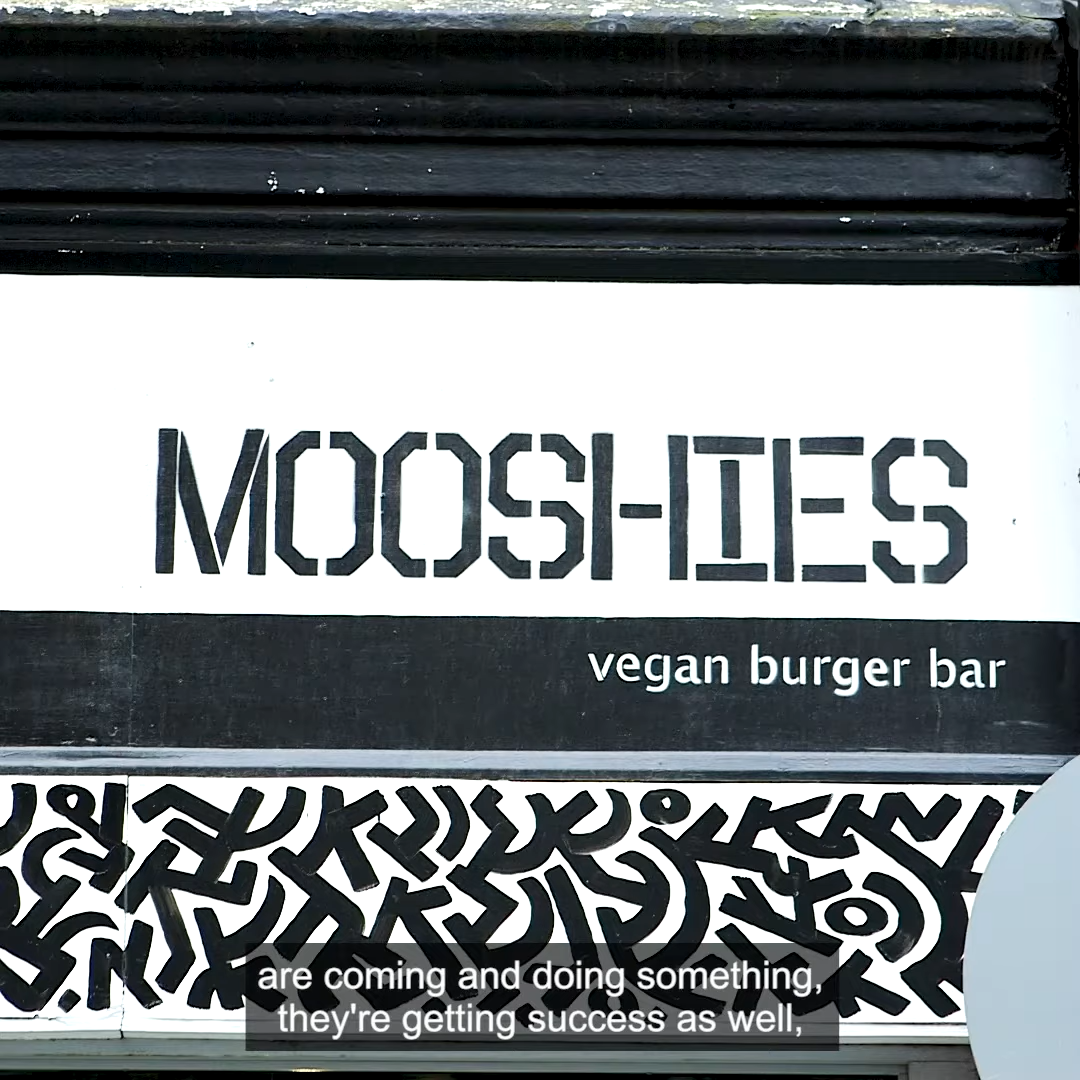 MOOSHIES
vegan burger bar
are coming and doing something,
they're getting success as well,